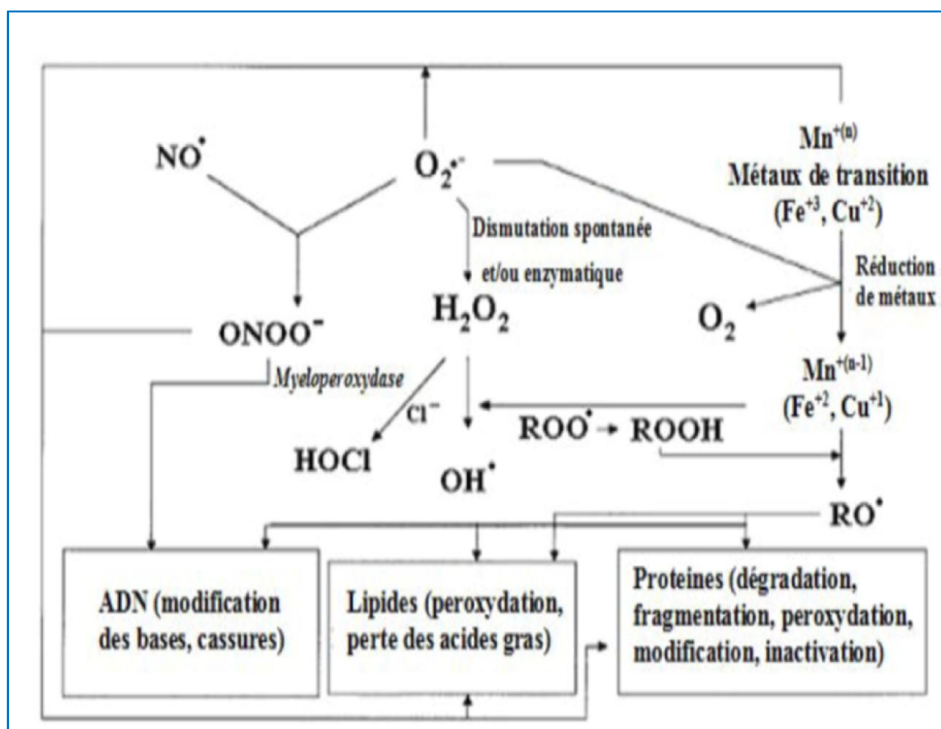 Mn⁺⁽ⁿ⁾
NO•
O₂•⁻
Métaux de transition
(Fe⁺³, Cu⁺²)
Dismutation spontanée
et/ou enzymatique
Réduction
de métaux
H₂O₂
O₂
ONOO⁻
Myeloperoxydase
Mn⁺⁽ⁿ⁻¹⁾
(Fe⁺², Cu⁺¹)
Cl⁻
ROO• → ROOH
HOCl
OH•
RO•
ADN (modification
des bases, cassures)
Lipides (peroxydation,
perte des acides gras)
Proteines (dégradation,
fragmentation, peroxydation,
modification, inactivation)